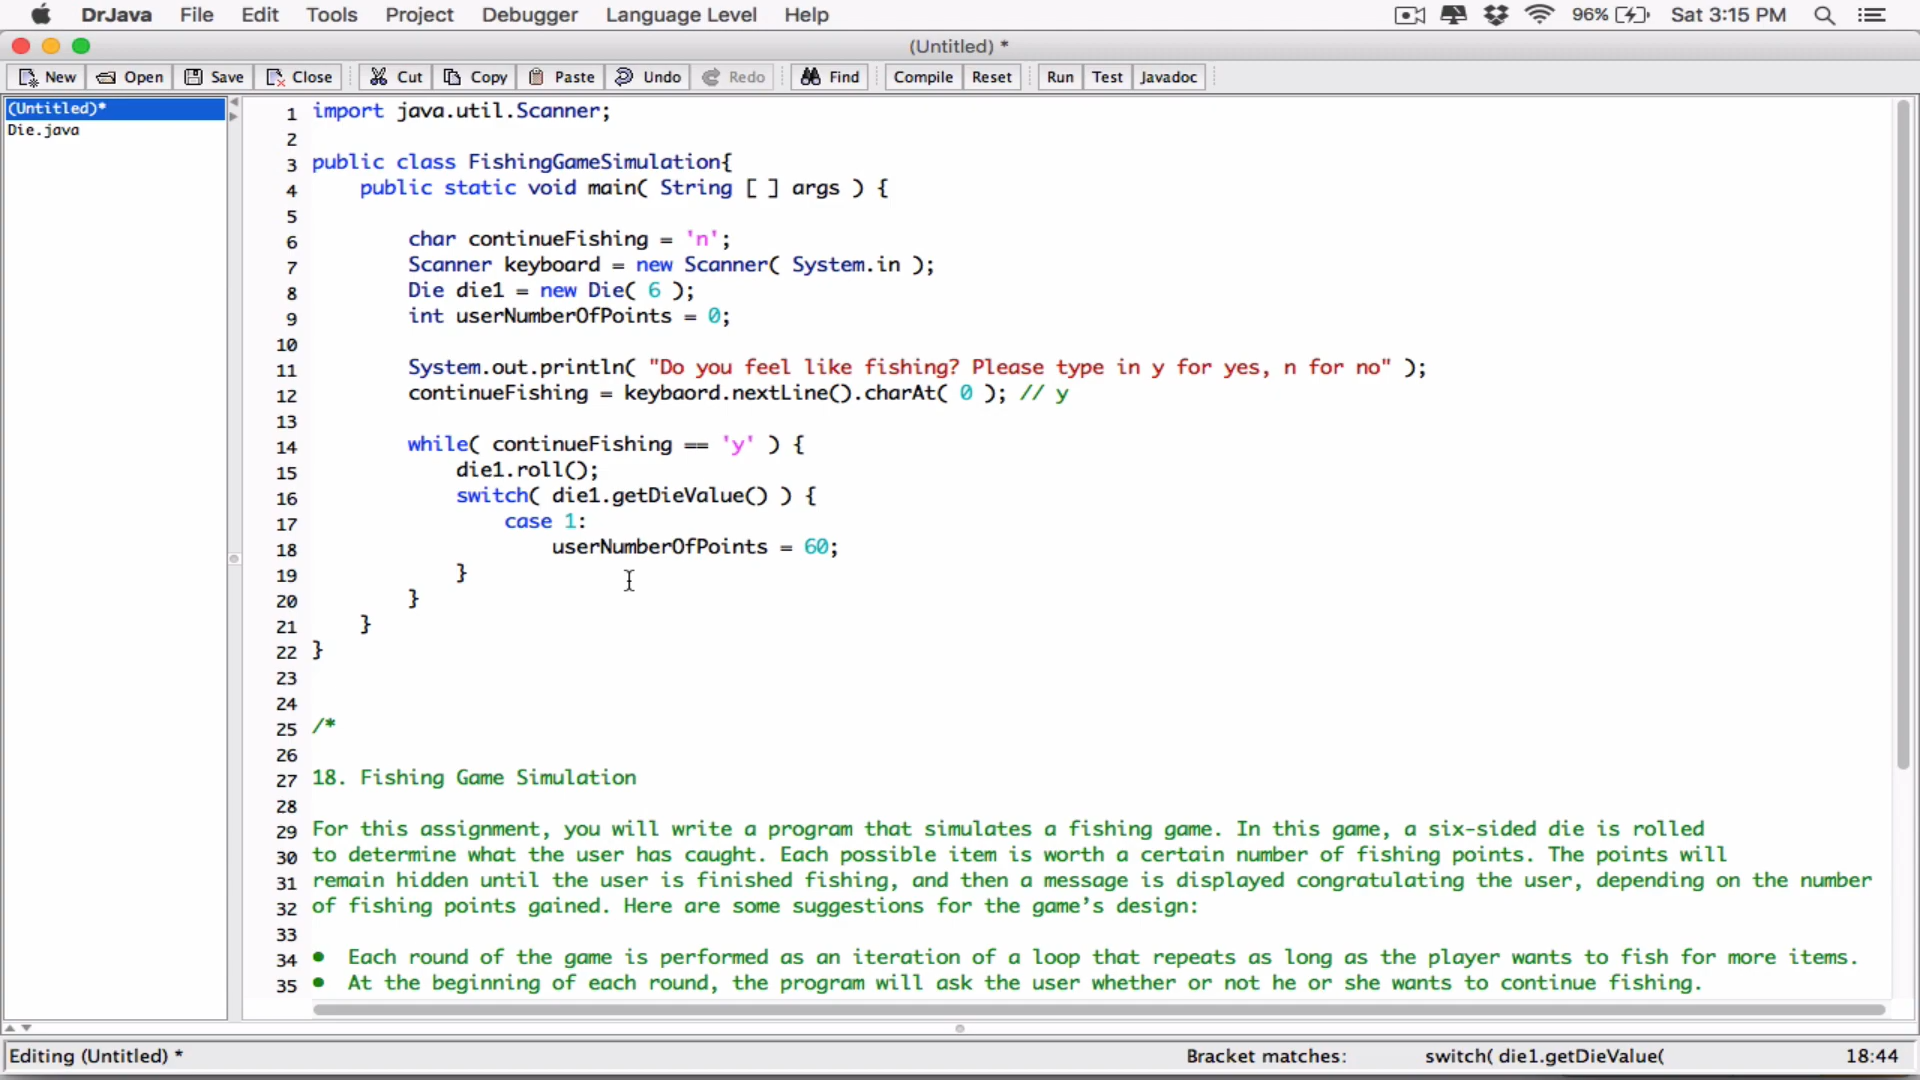 DrJava File Edit Tools Project Debugger Language Level Help 96% Sat 3:15 PM
(Untitled) *
New Open Save Close Cut Copy Paste Undo Redo Find Compile Reset Run Test Javadoc
(Untitled)*
Die.java
1 import java.util.Scanner;
2
3 public class FishingGameSimulation{
4 public static void main( String [ ] args ) {
5
6 char continueFishing = 'n';
7 Scanner keyboard = new Scanner( System.in );
8 Die die1 = new Die( 6 );
9 int userNumberOfPoints = 0;
10
11 System.out.println( "Do you feel like fishing? Please type in y for yes, n for no" );
12 continueFishing = keybaord.nextLine().charAt( 0 ); // y
13
14 while( continueFishing == 'y' ) {
15 die1.roll();
16 switch( die1.getDieValue() ) {
17 case 1:
18 userNumberOfPoints = 60;
19 }
20 }
21 }
22 }
23
24
25 /*
26
27 18. Fishing Game Simulation
28
29 For this assignment, you will write a program that simulates a fishing game. In this game, a six-sided die is rolled
30 to determine what the user has caught. Each possible item is worth a certain number of fishing points. The points will
31 remain hidden until the user is finished fishing, and then a message is displayed congratulating the user, depending on the number
32 of fishing points gained. Here are some suggestions for the game’s design:
33
34 • Each round of the game is performed as an iteration of a loop that repeats as long as the player wants to fish for more items.
35 • At the beginning of each round, the program will ask the user whether or not he or she wants to continue fishing.
Editing (Untitled) * Bracket matches: switch( die1.getDieValue( 18:44